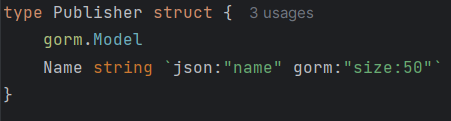 type Publisher struct { 3 usages
    gorm.Model
    Name string `json:"name" gorm:"size:50"`
}